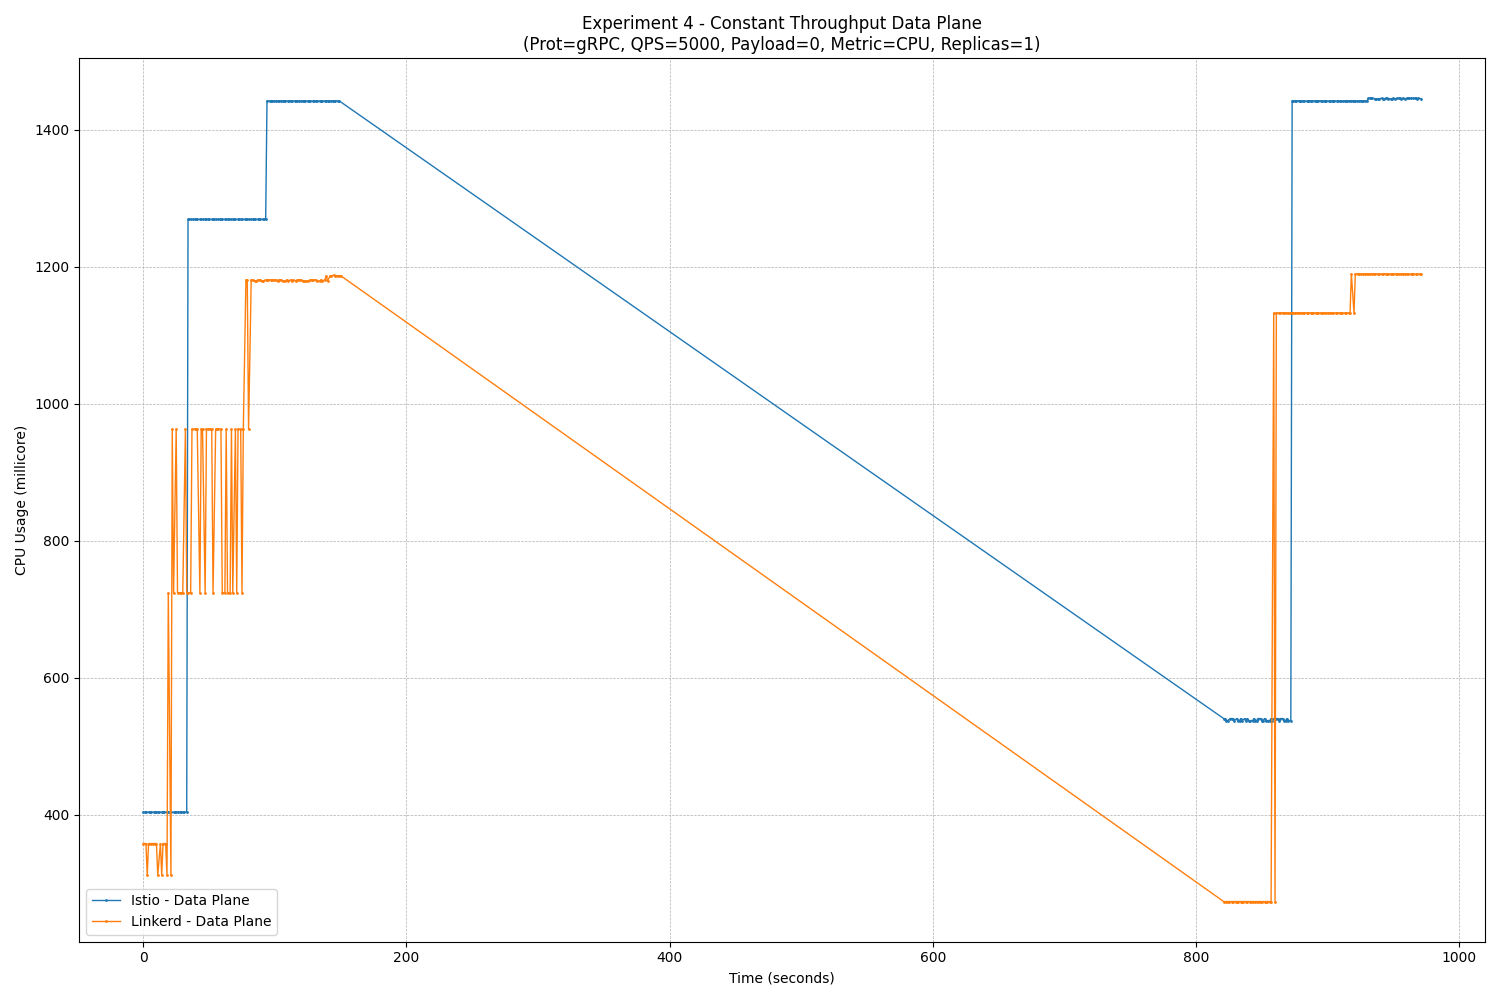 Experiment 4 - Constant Throughput Data Plane
(Prot=gRPC, QPS=5000, Payload=0, Metric=CPU, Replicas=1)
CPU Usage (millicore)
1400
1200
1000
800
600
400
Istio - Data Plane
Linkerd - Data Plane
0 200 400 600 800 1000
Time (seconds)